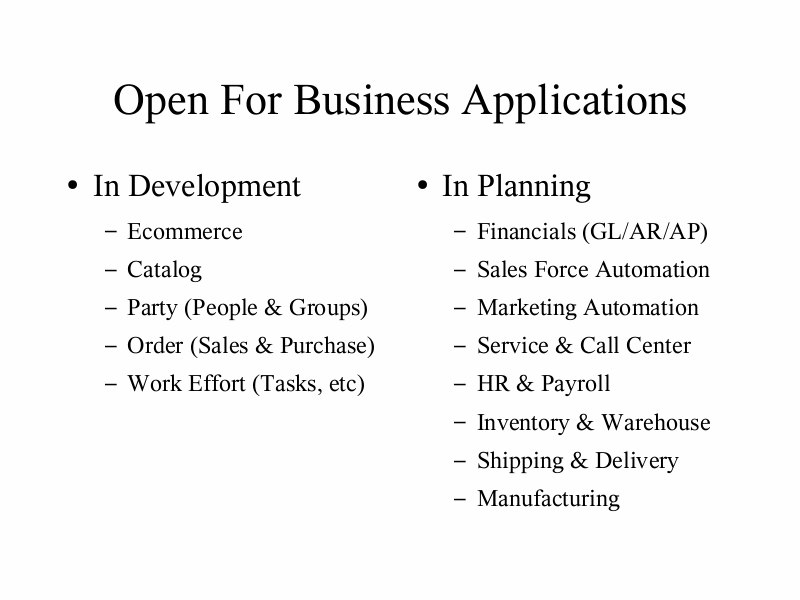 Open For Business Applications
• In Development
– Ecommerce
– Catalog
– Party (People & Groups)
– Order (Sales & Purchase)
– Work Effort (Tasks, etc)
• In Planning
– Financials (GL/AR/AP)
– Sales Force Automation
– Marketing Automation
– Service & Call Center
– HR & Payroll
– Inventory & Warehouse
– Shipping & Delivery
– Manufacturing